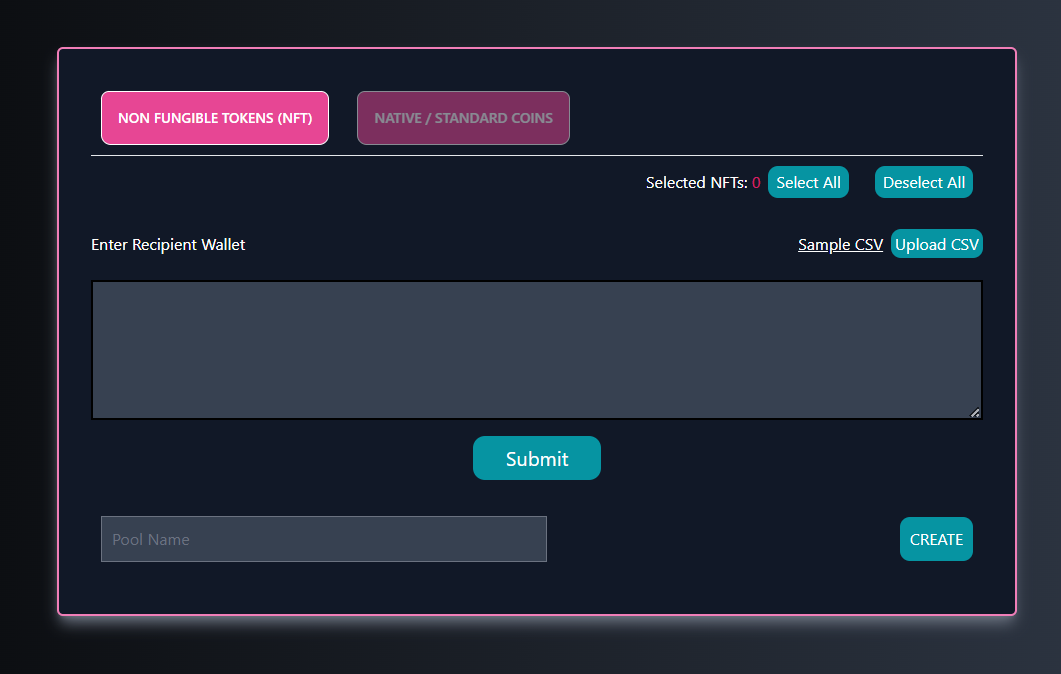 NON FUNGIBLE TOKENS (NFT) NATIVE / STANDARD COINS
Selected NFTs: 0 Select All Deselect All
Enter Recipient Wallet Sample CSV Upload CSV
Submit
Pool Name CREATE